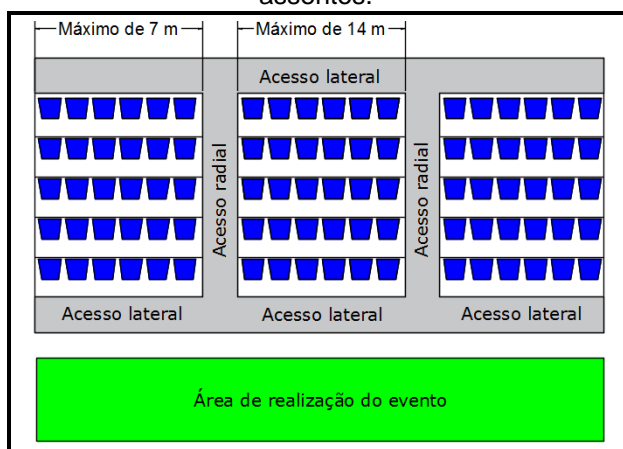 assentos.
Máximo de 7 m
Máximo de 14 m
Acesso lateral
Acesso radial
Acesso radial
Acesso lateral
Acesso lateral
Acesso lateral
Área de realização do evento